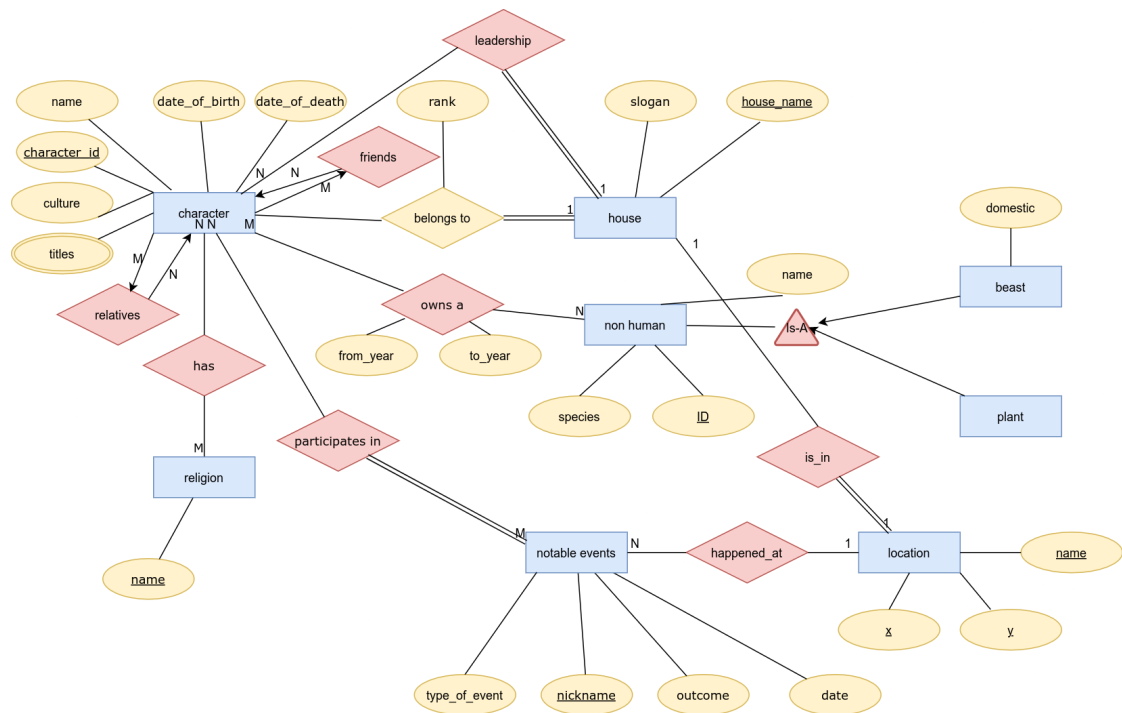 leadership
name
date_of_birth
date_of_death
rank
slogan
house_name
character_id
N
N
M
friends
culture
character
N N
M
belongs to
1
1
house
domestic
titles
M
N
1
name
beast
relatives
owns a
N
non human
Is-A
from_year
to_year
has
species
ID
plant
participates in
M
is_in
religion
M
notable events
N
happened_at
1
1
location
name
name
x
y
type_of_event
nickname
outcome
date